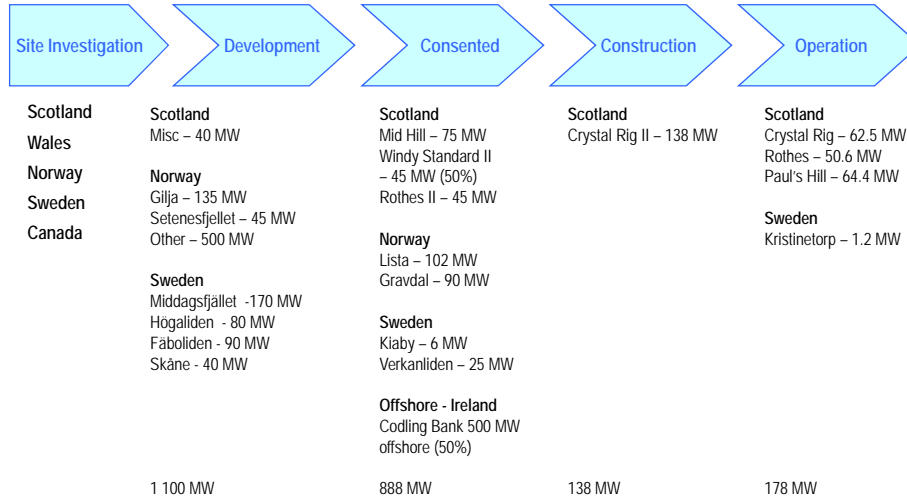 Site Investigation
Development
Consented
Construction
Operation
Scotland
Wales
Norway
Sweden
Canada
Scotland
Misc – 40 MW
Norway
Gilja – 135 MW
Setenesfjellet – 45 MW
Other – 500 MW
Sweden
Middagsfjället -170 MW
Högaliden - 80 MW
Fäboliden - 90 MW
Skåne - 40 MW
1 100 MW
Scotland
Mid Hill – 75 MW
Windy Standard II
– 45 MW (50%)
Rothes II – 45 MW
Norway
Lista – 102 MW
Gravdal – 90 MW
Sweden
Kiaby – 6 MW
Verkanliden – 25 MW
Offshore - Ireland
Codling Bank 500 MW
offshore (50%)
888 MW
Scotland
Crystal Rig II – 138 MW
138 MW
Scotland
Crystal Rig – 62.5 MW
Rothes – 50.6 MW
Paul's Hill – 64.4 MW
Sweden
Kristinetorp – 1.2 MW
178 MW